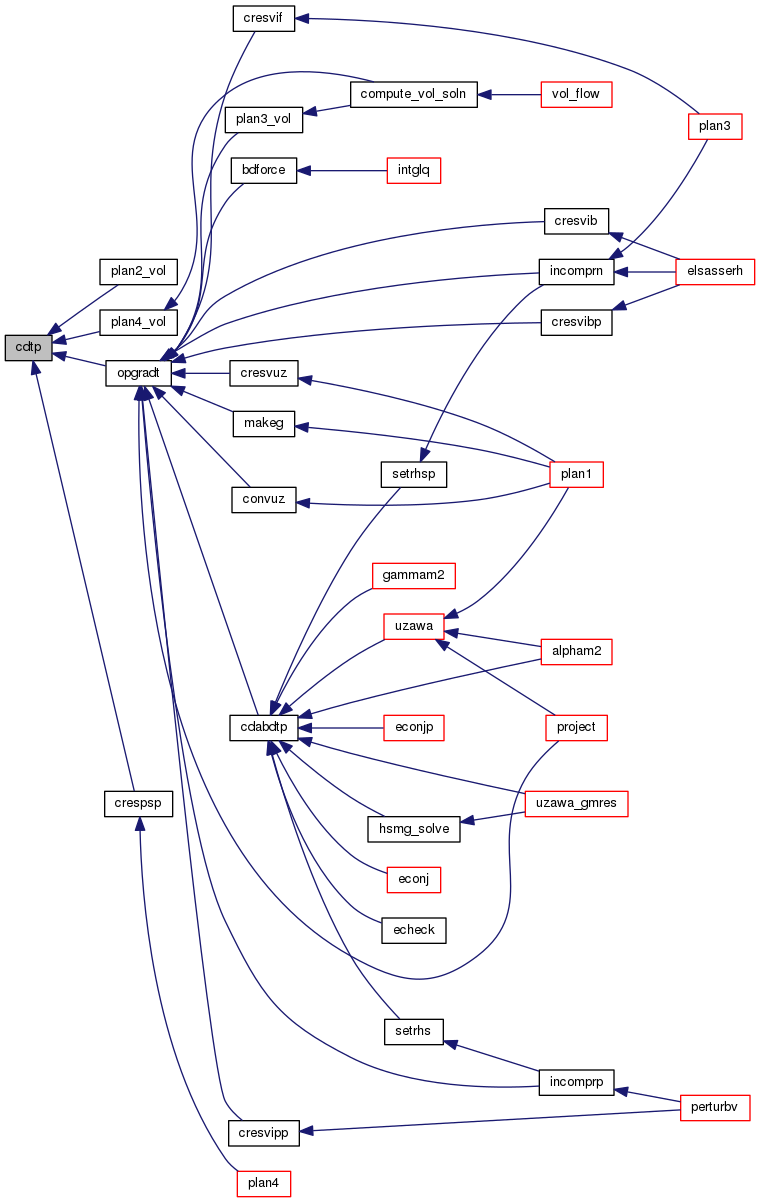 cresvif
compute_vol_soln
vol_flow
plan3_vol
plan3
bdforce
intglq
cresvib
plan2_vol
incomprn
elsasserh
plan4_vol
cresvibp
cdtp
opgradt
cresvuz
makeg
setrhsp
plan1
convuz
gammam2
uzawa
alpham2
cdabdtp
econjp
project
crespsp
uzawa_gmres
hsmg_solve
econj
echeck
setrhs
incomprp
perturbv
cresvipp
plan4